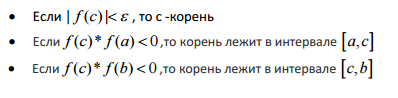 • Если | f(c) |< ε , то c -корень
• Если f(c)* f(a) < 0 ,то корень лежит в интервале [a,c]
• Если f(c)* f(b) < 0 ,то корень лежит в интервале [c,b]